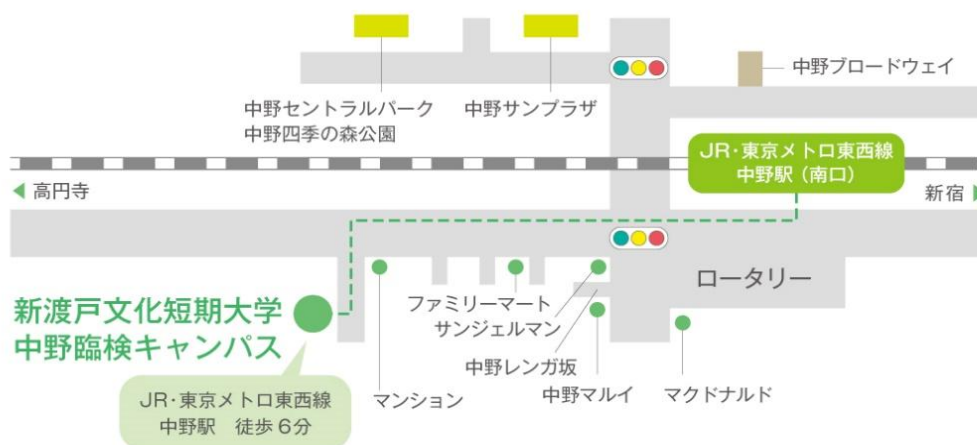 中野セントラルパーク
中野四季の森公園
中野サンプラザ
中野ブロードウェイ
JR・東京メトロ東西線
中野駅（南口）
高円寺
新宿
ロータリー
ファミリーマート
サンジェルマン
新渡戸文化短期大学
中野臨検キャンパス
中野レンガ坂
マンション
中野マルイ
マクドナルド
JR・東京メトロ東西線
中野駅　徒歩6分